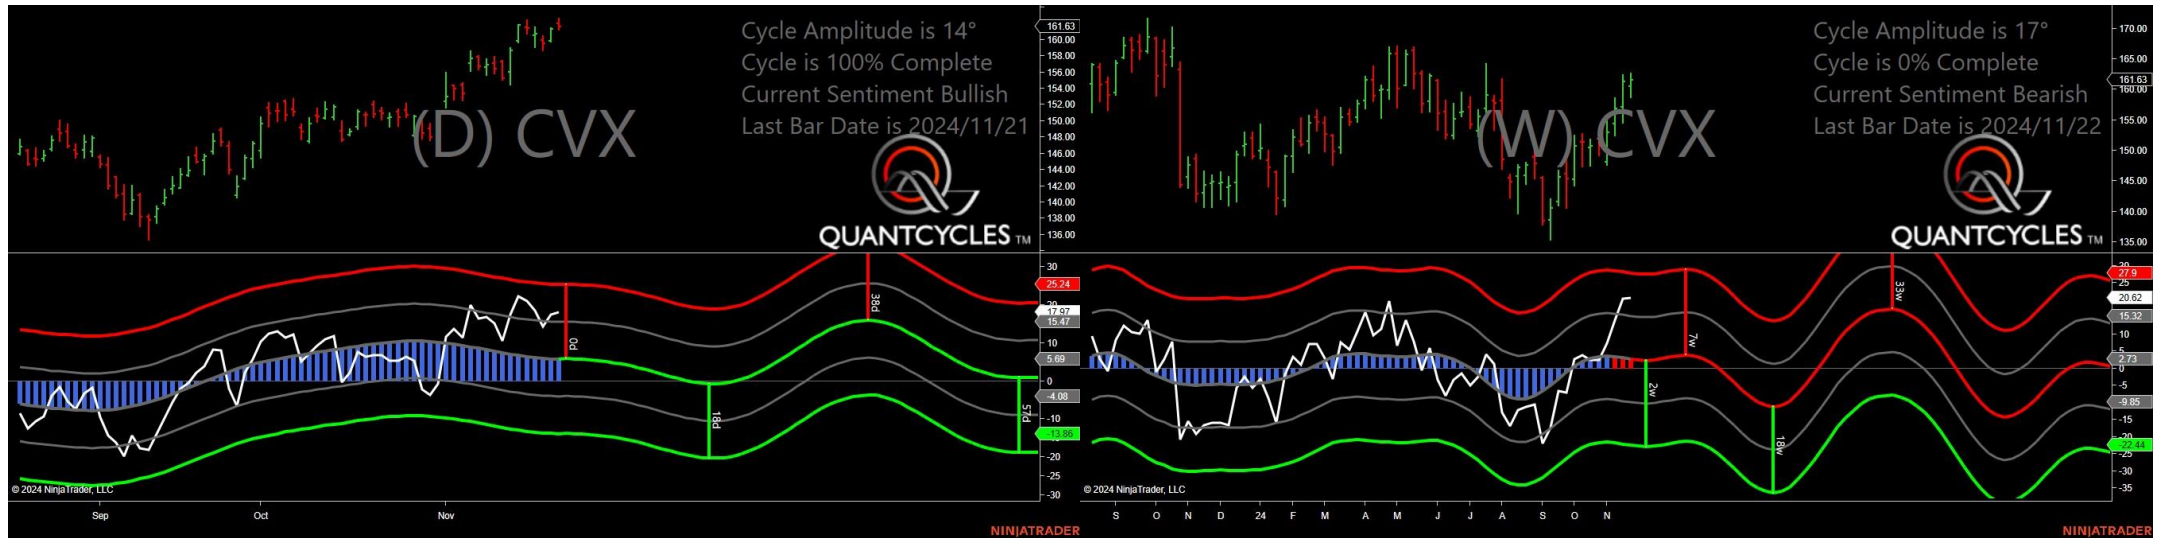 Cycle Amplitude is 14°
Cycle is 100% Complete
Current Sentiment Bullish
Last Bar Date is 2024/11/21
(D) CVX
QUANTCYCLES TM
161.63
160.00
158.00
156.00
154.00
152.00
150.00
148.00
146.00
144.00
142.00
140.00
138.00
136.00
30
25.24
20
17.97
15.47
10
5.69
0
-4.08
-10
-13.86
-20
-25
-30
0d
18d
38d
57d
© 2024 NinjaTrader, LLC
Sep
Oct
Nov
NINJATRADER
Cycle Amplitude is 17°
Cycle is 0% Complete
Current Sentiment Bearish
Last Bar Date is 2024/11/22
(W) CVX
QUANTCYCLES TM
170.00
165.00
161.63
160.00
155.00
150.00
145.00
140.00
135.00
30
27.9
25
20.62
15.32
10
5
2.73
0
-5
-9.85
-15
-20
-22.44
-25
-30
-35
2w
7w
18w
33w
© 2024 NinjaTrader, LLC
S
O
N
D
24
F
M
A
M
J
J
A
S
O
N
NINJATRADER